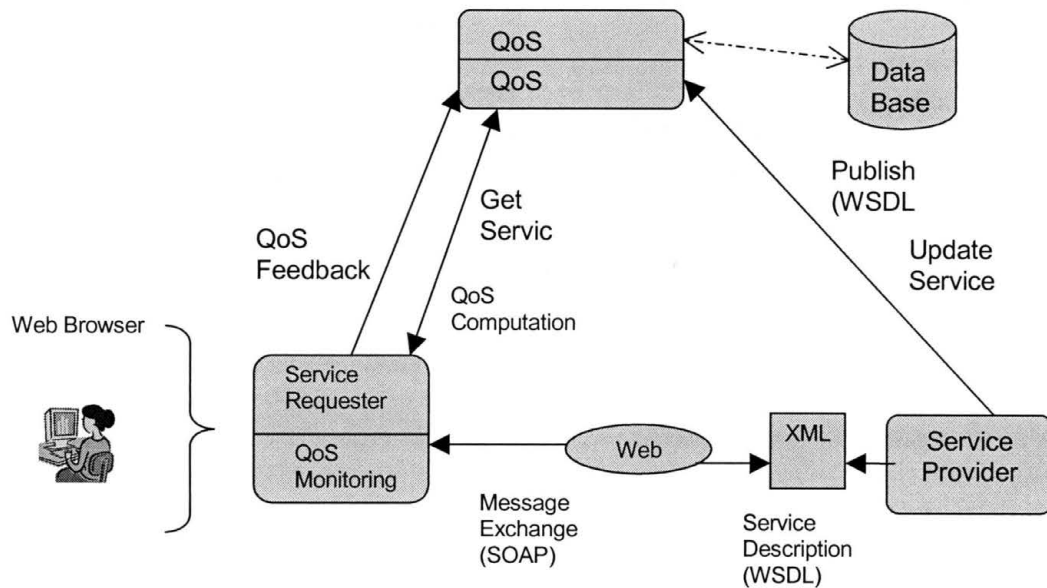 QoS
QoS
Data
Base
Publish
(WSDL
Update
Service
Get
Servic
QoS
Feedback
QoS
Computation
Web Browser
Service
Requester
QoS
Monitoring
Web
XML
Service
Provider
Message
Exchange
(SOAP)
Service
Description
(WSDL)